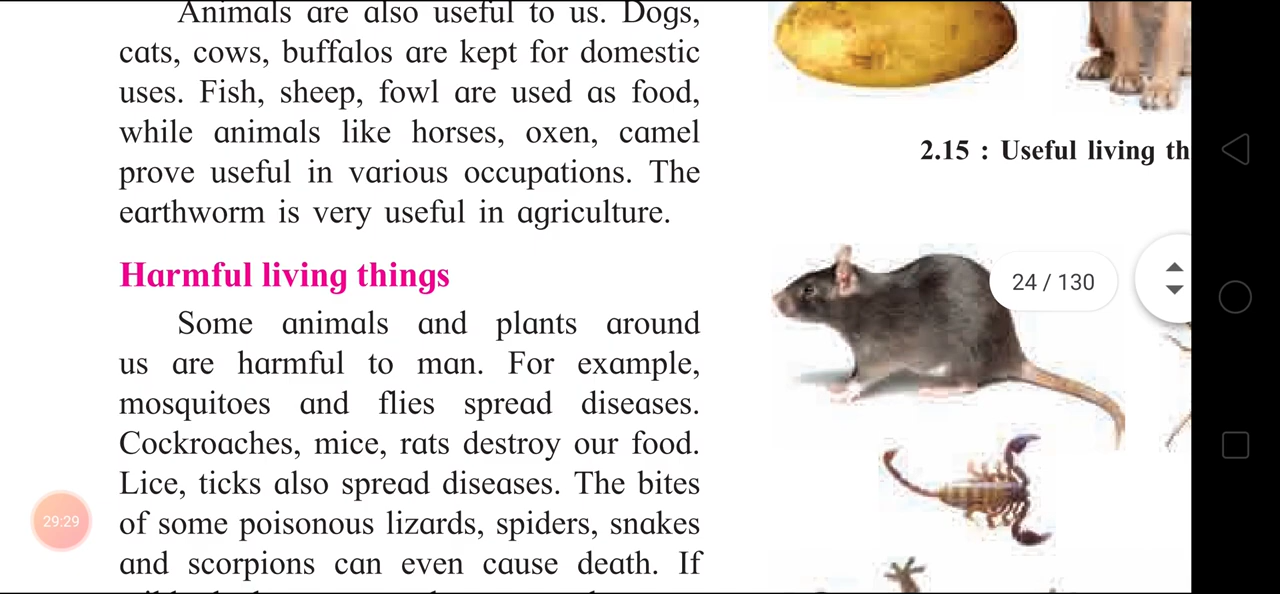 Animals are also useful to us. Dogs,
cats, cows, buffalos are kept for domestic
uses. Fish, sheep, fowl are used as food,
while animals like horses, oxen, camel
prove useful in various occupations. The
earthworm is very useful in agriculture.
2.15 : Useful living th
Harmful living things
24 / 130
Some animals and plants around
us are harmful to man. For example,
mosquitoes and flies spread diseases.
Cockroaches, mice, rats destroy our food.
Lice, ticks also spread diseases. The bites
of some poisonous lizards, spiders, snakes
and scorpions can even cause death. If
29:29